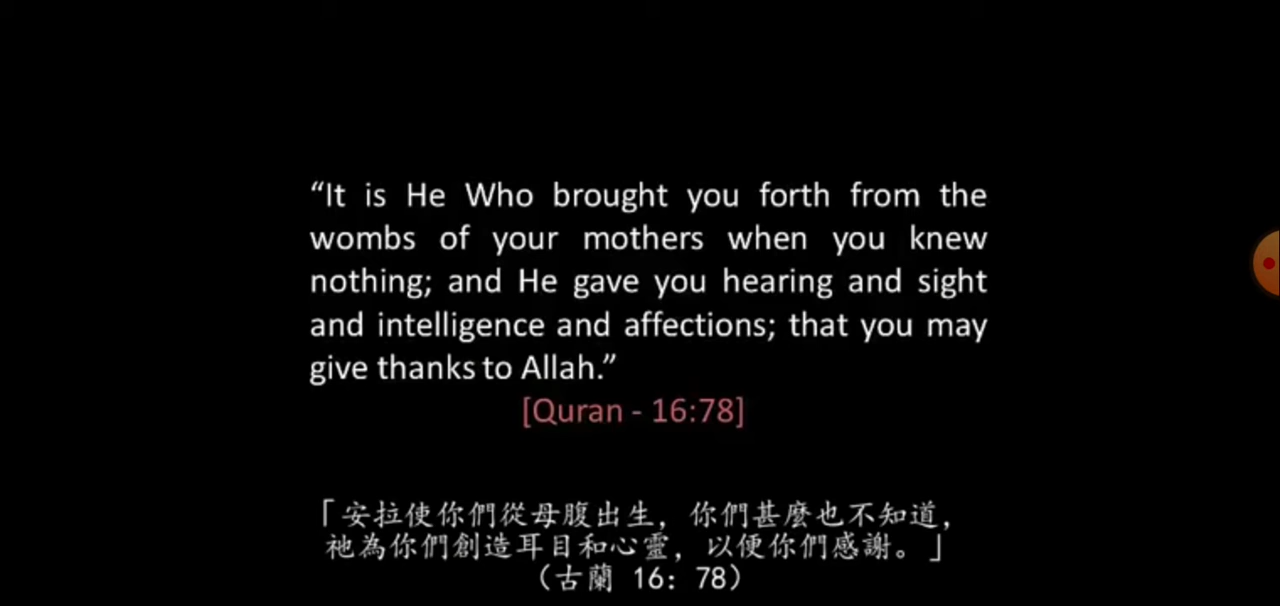 “It is He Who brought you forth from the
wombs of your mothers when you knew
nothing; and He gave you hearing and sight
and intelligence and affections; that you may
give thanks to Allah.”
[Quran - 16:78]
「安拉使你們從母腹出生，你們甚麼也不知道，
祂為你們創造耳目和心靈，以便你們感謝。」
（古蘭 16：78）